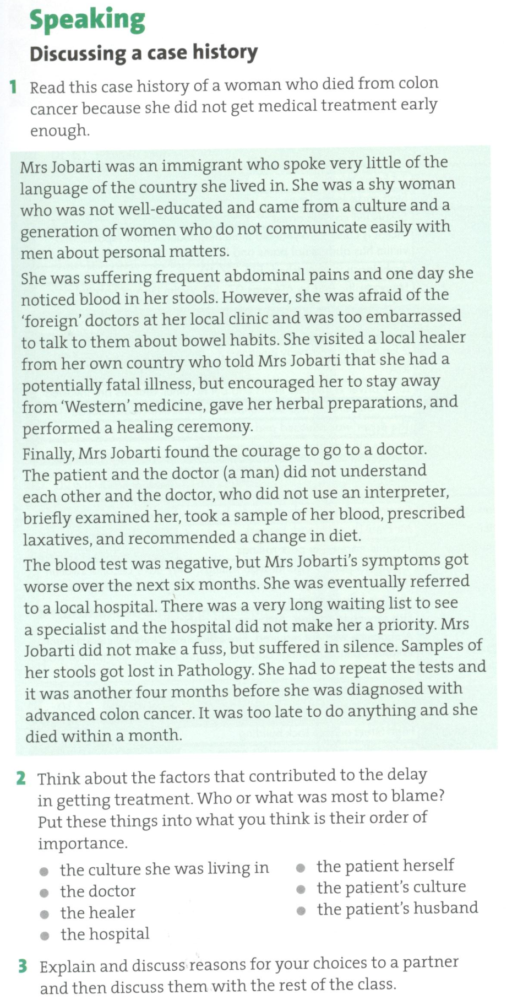 Speaking
Discussing a case history
1 Read this case history of a woman who died from colon
cancer because she did not get medical treatment early
enough.
Mrs Jobarti was an immigrant who spoke very little of the
language of the country she lived in. She was a shy woman
who was not well-educated and came from a culture and a
generation of women who do not communicate easily with
men about personal matters.
She was suffering frequent abdominal pains and one day she
noticed blood in her stools. However, she was afraid of the
‘foreign’ doctors at her local clinic and was too embarrassed
to talk to them about bowel habits. She visited a local healer
from her own country who told Mrs Jobarti that she had a
potentially fatal illness, but encouraged her to stay away
from ‘Western’ medicine, gave her herbal preparations, and
performed a healing ceremony.
Finally, Mrs Jobarti found the courage to go to a doctor.
The patient and the doctor (a man) did not understand
each other and the doctor, who did not use an interpreter,
briefly examined her, took a sample of her blood, prescribed
laxatives, and recommended a change in diet.
The blood test was negative, but Mrs Jobarti’s symptoms got
worse over the next six months. She was eventually referred
to a local hospital. There was a very long waiting list to see
a specialist and the hospital did not make her a priority. Mrs
Jobarti did not make a fuss, but suffered in silence. Samples of
her stools got lost in Pathology. She had to repeat the tests and
it was another four months before she was diagnosed with
advanced colon cancer. It was too late to do anything and she
died within a month.
2 Think about the factors that contributed to the delay
in getting treatment. Who or what was most to blame?
Put these things into what you think is their order of
importance.
● the culture she was living in
● the doctor
● the healer
● the hospital
● the patient herself
● the patient’s culture
● the patient’s husband
3 Explain and discuss reasons for your choices to a partner
and then discuss them with the rest of the class.